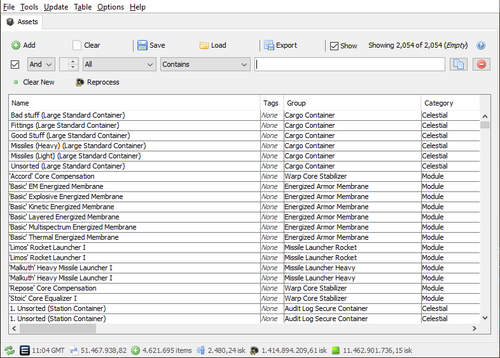 File Tools Update Table Options Help
Assets
Add Clear Save Load Export Show Showing 2,054 of 2,054 (Empty)
And All Contains
Clear New Reprocess
Name Tags Group Category
Bad stuff (Large Standard Container) None Cargo Container Celestial
Fittings (Large Standard Container) None Cargo Container Celestial
Good Stuff (Large Standard Container) None Cargo Container Celestial
Missiles (Heavy) (Large Standard Container) None Cargo Container Celestial
Missiles (Light) (Large Standard Container) None Cargo Container Celestial
Unsorted (Large Standard Container) None Cargo Container Celestial
'Accord' Core Compensation None Warp Core Stabilizer Module
'Basic' EM Energized Membrane None Energized Armor Membrane Module
'Basic' Explosive Energized Membrane None Energized Armor Membrane Module
'Basic' Kinetic Energized Membrane None Energized Armor Membrane Module
'Basic' Layered Energized Membrane None Energized Armor Membrane Module
'Basic' Multispectrum Energized Membrane None Energized Armor Membrane Module
'Basic' Thermal Energized Membrane None Energized Armor Membrane Module
'Limos' Rocket Launcher I None Missile Launcher Rocket Module
'Limos' Rocket Launcher I None Missile Launcher Rocket Module
'Malkuth' Heavy Missile Launcher I None Missile Launcher Heavy Module
'Malkuth' Heavy Missile Launcher I None Missile Launcher Heavy Module
'Repose' Core Compensation None Warp Core Stabilizer Module
'Stoic' Core Equalizer I None Warp Core Stabilizer Module
1. Unsorted (Station Container) None Audit Log Secure Container Celestial
1. Unsorted (Station Container) None Audit Log Secure Container Celestial
11:04 GMT 51.467.938,82 4.621.695 items 2.480,24 isk 1.414.894.209,61 isk 11.462.901.736,15 isk